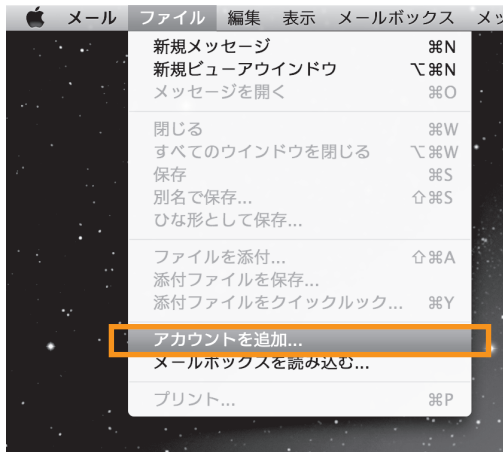 メール ファイル 編集 表示 メールボックス メッ
新規メッセージ ⌘N
新規ビューアウインドウ ⌥⌘N
メッセージを開く ⌘O
閉じる ⌘W
すべてのウインドウを閉じる ⌥⌘W
保存 ⌘S
別名で保存... ⇧⌘S
ひな形として保存...
ファイルを添付... ⇧⌘A
添付ファイルを保存...
添付ファイルをクイックルック... ⌘Y
アカウントを追加...
メールボックスを読み込む...
プリント... ⌘P